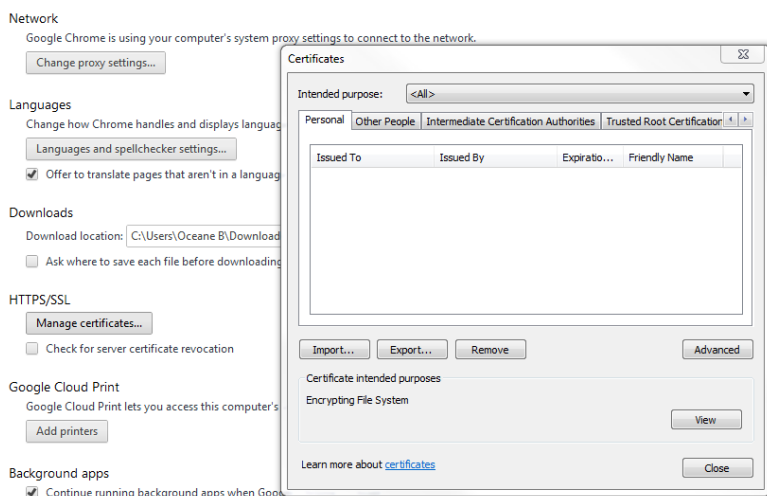 Network
Google Chrome is using your computer's system proxy settings to connect to the network.
Change proxy settings...
Languages
Change how Chrome handles and displays languag
Languages and spellchecker settings...
Offer to translate pages that aren't in a languag
Downloads
Download location: C:\Users\Oceane B\Download
Ask where to save each file before downloading
HTTPS/SSL
Manage certificates...
Check for server certificate revocation
Google Cloud Print
Google Cloud Print lets you access this computer's
Add printers
Background apps
Continue running background apps when Goo
Certificates
Intended purpose: <All>
Personal Other People Intermediate Certification Authorities Trusted Root Certification
Issued To Issued By Expiratio... Friendly Name
Import... Export... Remove Advanced
Certificate intended purposes
Encrypting File System
View
Learn more about certificates
Close